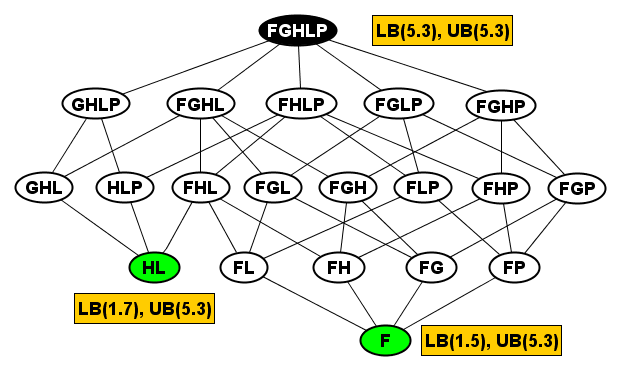 FGHLP
LB(5.3), UB(5.3)
GHLP
FGHL
FHLP
FGLP
FGHP
GHL
HLP
FHL
FGL
FGH
FLP
FHP
FGP
HL
FL
FH
FG
FP
LB(1.7), UB(5.3)
F
LB(1.5), UB(5.3)